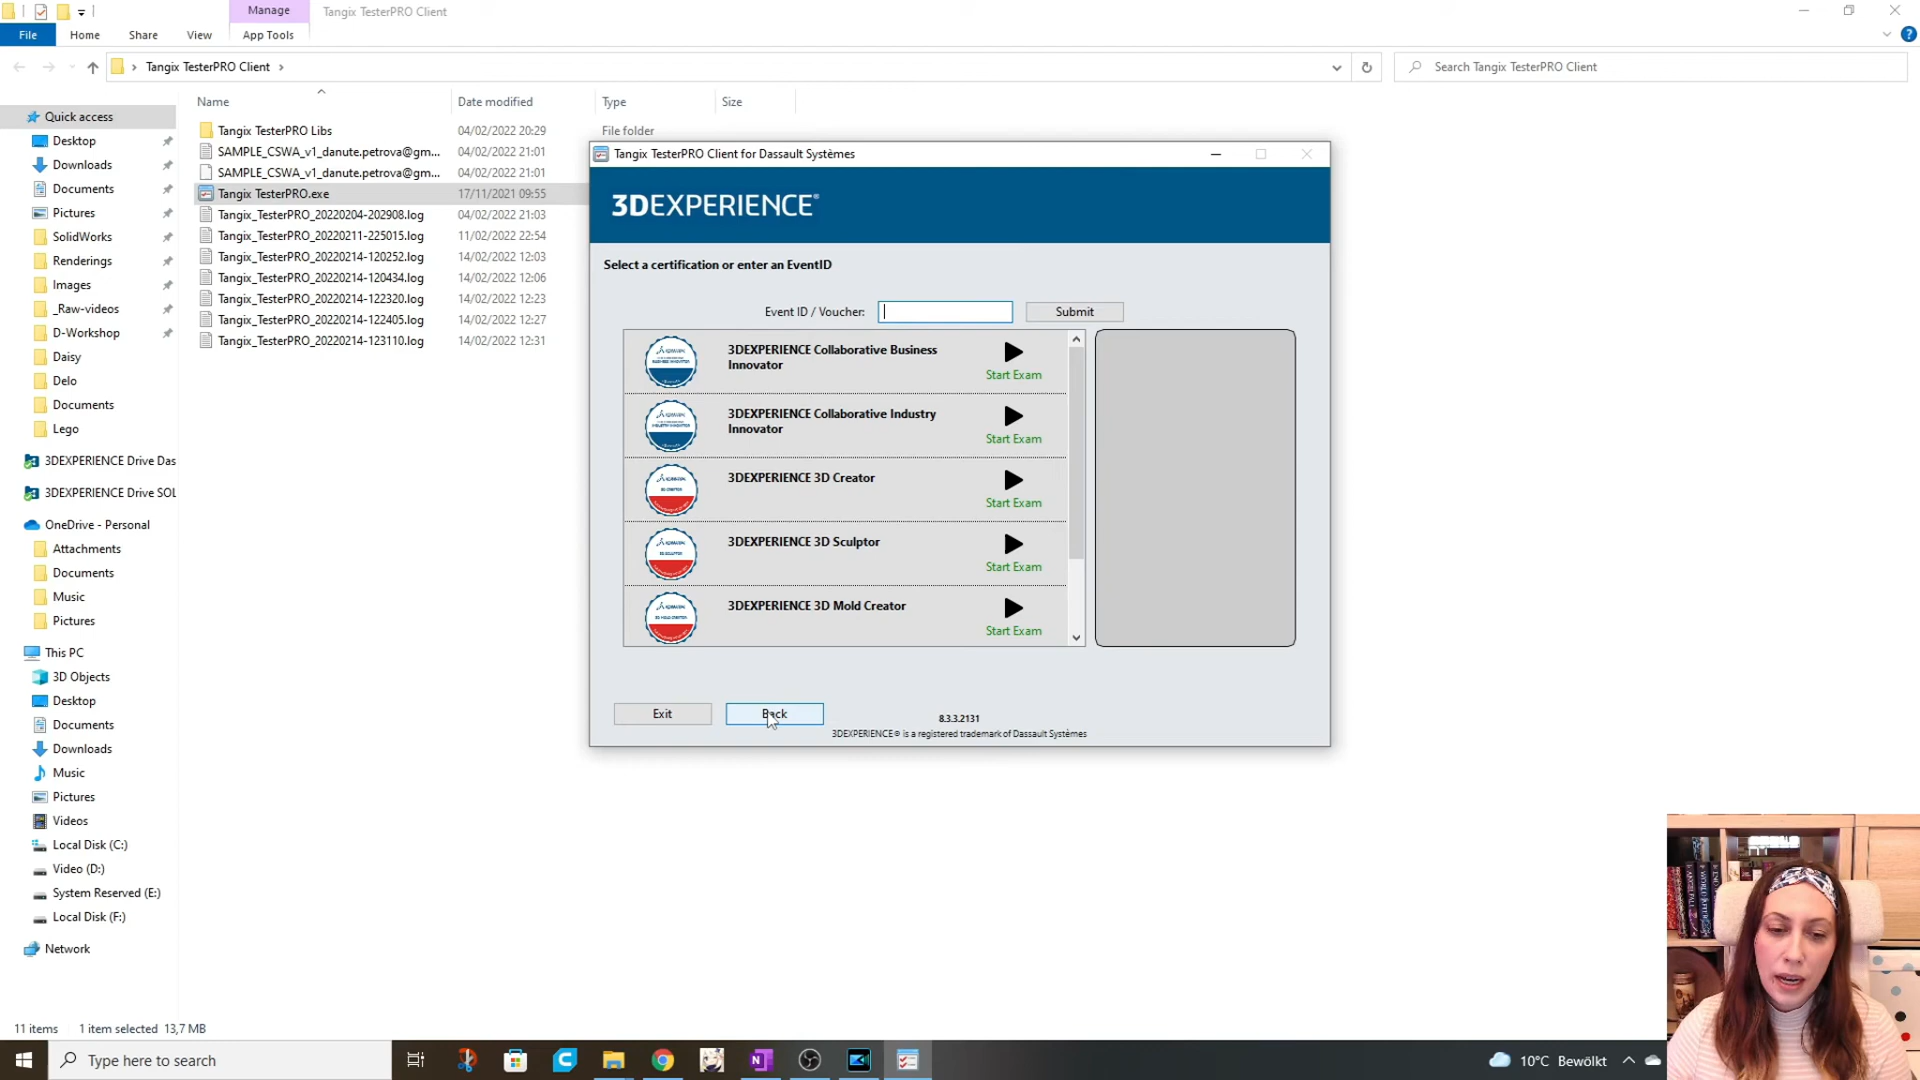 Manage
Tangix TesterPRO Client
File
Home
Share
View
App Tools
Tangix TesterPRO Client
Search Tangix TesterPRO Client
Name
Date modified
Type
Size
Quick access
Desktop
Downloads
Documents
Pictures
SolidWorks
Renderings
Images
_Raw-videos
D-Workshop
Daisy
Delo
Documents
Lego
3DEXPERIENCE Drive Das
3DEXPERIENCE Drive SOL
OneDrive - Personal
Attachments
Documents
Music
Pictures
This PC
3D Objects
Desktop
Documents
Downloads
Music
Pictures
Videos
Local Disk (C:)
Video (D:)
System Reserved (E:)
Local Disk (F:)
Network
Tangix TesterPRO Libs 04/02/2022 20:29 File folder
SAMPLE_CSWA_v1_danute.petrova@gm... 04/02/2022 21:01
SAMPLE_CSWA_v1_danute.petrova@gm... 04/02/2022 21:01
Tangix TesterPRO.exe 17/11/2021 09:55
Tangix_TesterPRO_20220204-202908.log 04/02/2022 21:03
Tangix_TesterPRO_20220211-225015.log 11/02/2022 22:54
Tangix_TesterPRO_20220214-120252.log 14/02/2022 12:03
Tangix_TesterPRO_20220214-120434.log 14/02/2022 12:06
Tangix_TesterPRO_20220214-122320.log 14/02/2022 12:23
Tangix_TesterPRO_20220214-122405.log 14/02/2022 12:27
Tangix_TesterPRO_20220214-123110.log 14/02/2022 12:31
Tangix TesterPRO Client for Dassault Systèmes
3DEXPERIENCE®
Select a certification or enter an EventID
Event ID / Voucher:
Submit
3DEXPERIENCE Collaborative Business
Innovator
Start Exam
3DEXPERIENCE Collaborative Industry
Innovator
Start Exam
3DEXPERIENCE 3D Creator
Start Exam
3DEXPERIENCE 3D Sculptor
Start Exam
3DEXPERIENCE 3D Mold Creator
Start Exam
Exit
Back
8.3.3.2131
3DEXPERIENCE® is a registered trademark of Dassault Systèmes
11 items
1 item selected 13,7 MB
Type here to search
10°C Bewölkt